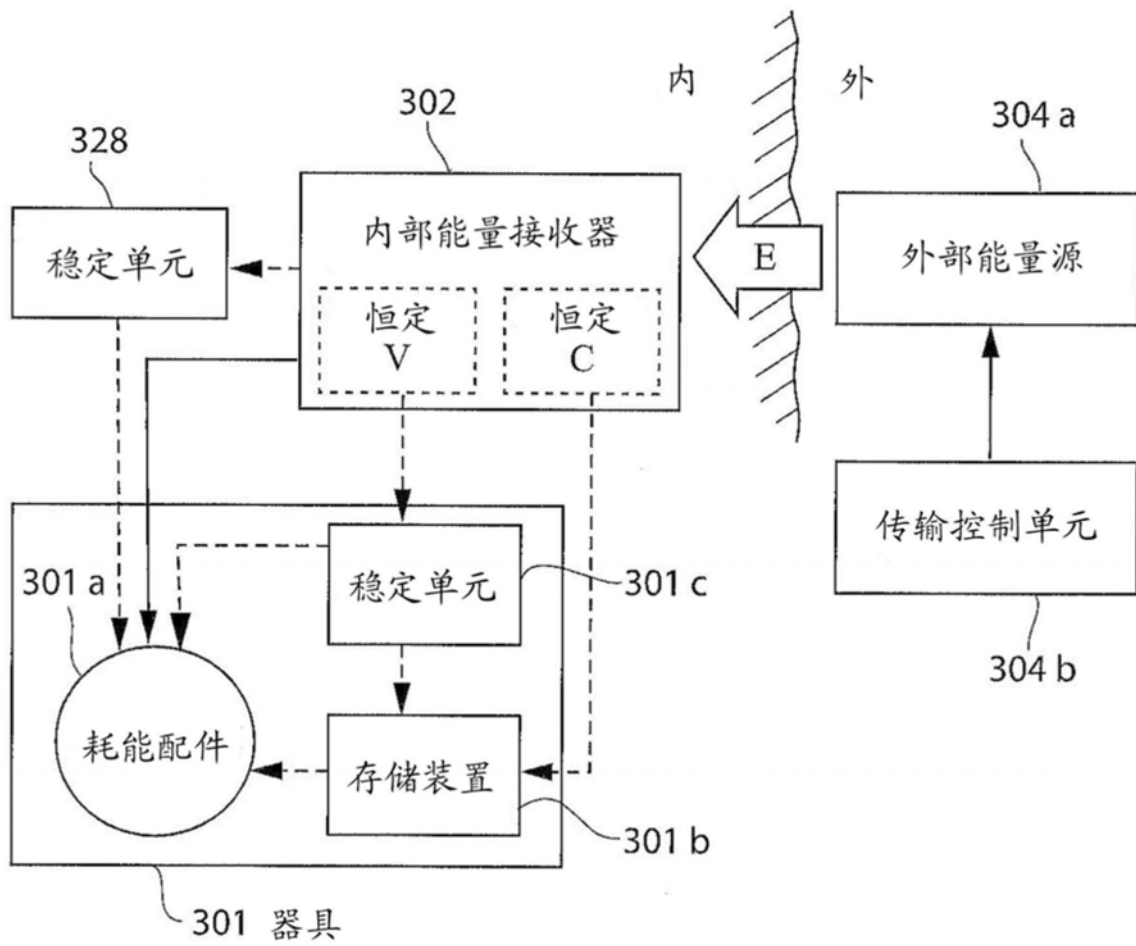 内 外
302
304 a
328
内部能量接收器
稳定单元
E
外部能量源
恒定
V
恒定
C
传输控制单元
稳定单元
301 a
301 c
304 b
耗能配件
存储装置
301 b
301 器具